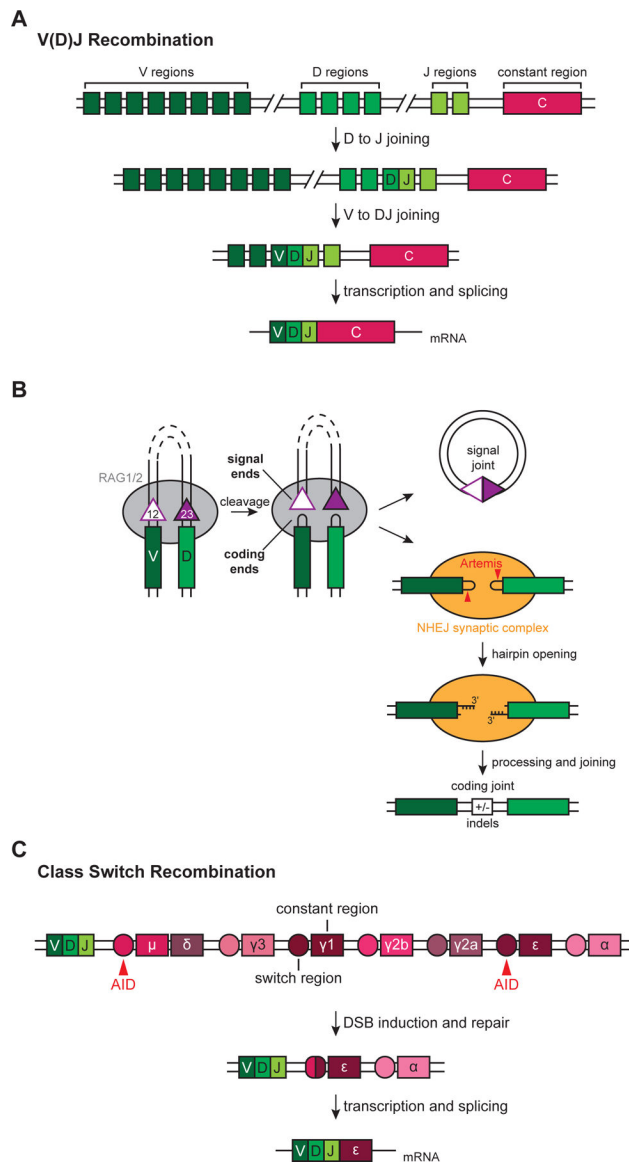 A
V(D)J Recombination
V regions
D regions
J regions
constant region
C
D to J joining
D J
C
V to DJ joining
V D J
C
transcription and splicing
V D J C
mRNA
B
RAG1/2
12
23
V
D
cleavage
signal
ends
coding
ends
signal
joint
Artemis
NHEJ synaptic complex
hairpin opening
3'
3'
processing and joining
coding joint
+/-
indels
C
Class Switch Recombination
constant region
V D J μ δ γ3 γ1 γ2b γ2a ε α
switch region
AID
AID
DSB induction and repair
V D J ε α
transcription and splicing
V D J ε
mRNA